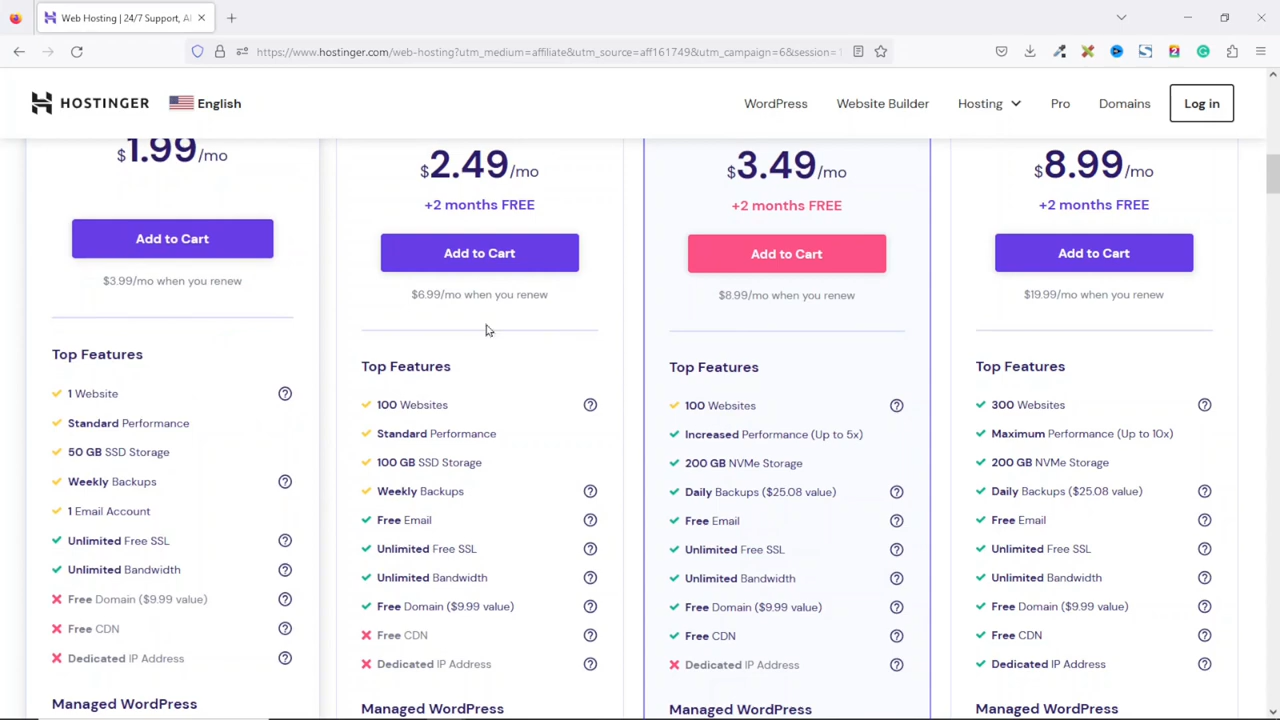 Web Hosting | 24/7 Support, AI
https://www.hostinger.com/web-hosting?utm_medium=affiliate&utm_source=aff161749&utm_campaign=6&session=1
HOSTINGER
English
WordPress
Website Builder
Hosting
Pro
Domains
Log in
$1.99/mo
Add to Cart
$3.99/mo when you renew
Top Features
1 Website
Standard Performance
50 GB SSD Storage
Weekly Backups
1 Email Account
Unlimited Free SSL
Unlimited Bandwidth
Free Domain ($9.99 value)
Free CDN
Dedicated IP Address
Managed WordPress
$2.49/mo
+2 months FREE
Add to Cart
$6.99/mo when you renew
Top Features
100 Websites
Standard Performance
100 GB SSD Storage
Weekly Backups
Free Email
Unlimited Free SSL
Unlimited Bandwidth
Free Domain ($9.99 value)
Free CDN
Dedicated IP Address
Managed WordPress
$3.49/mo
+2 months FREE
Add to Cart
$8.99/mo when you renew
Top Features
100 Websites
Increased Performance (Up to 5x)
200 GB NVMe Storage
Daily Backups ($25.08 value)
Free Email
Unlimited Free SSL
Unlimited Bandwidth
Free Domain ($9.99 value)
Free CDN
Dedicated IP Address
Managed WordPress
$8.99/mo
+2 months FREE
Add to Cart
$19.99/mo when you renew
Top Features
300 Websites
Maximum Performance (Up to 10x)
200 GB NVMe Storage
Daily Backups ($25.08 value)
Free Email
Unlimited Free SSL
Unlimited Bandwidth
Free Domain ($9.99 value)
Free CDN
Dedicated IP Address
Managed WordPress